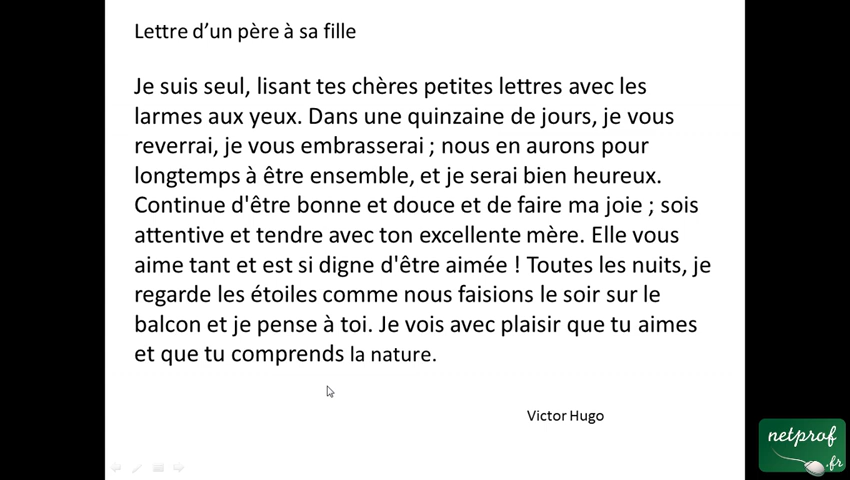 Lettre d’un père à sa fille
Je suis seul, lisant tes chères petites lettres avec les
larmes aux yeux. Dans une quinzaine de jours, je vous
reverrai, je vous embrasserai ; nous en aurons pour
longtemps à être ensemble, et je serai bien heureux.
Continue d'être bonne et douce et de faire ma joie ; sois
attentive et tendre avec ton excellente mère. Elle vous
aime tant et est si digne d'être aimée ! Toutes les nuits, je
regarde les étoiles comme nous faisions le soir sur le
balcon et je pense à toi. Je vois avec plaisir que tu aimes
et que tu comprends la nature.
Victor Hugo
netprof
.fr